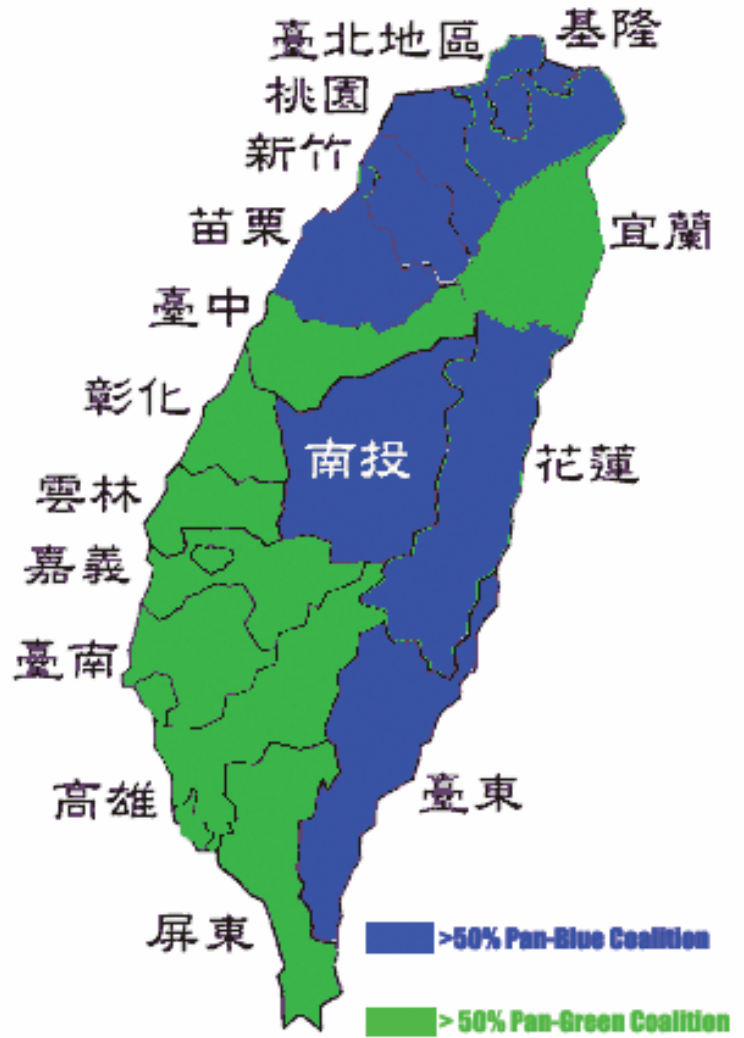 臺北地區
基隆
桃園
新竹
苗栗
宜蘭
臺中
彰化
南投
花蓮
雲林
嘉義
臺南
高雄
臺東
屏東
>50% Pan-Blue Coalition
> 50% Pan-Green Coalition